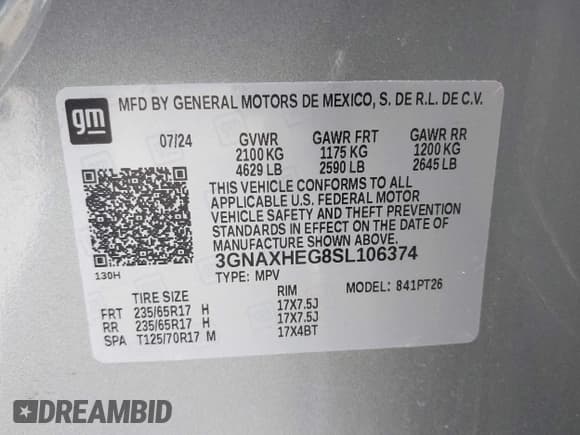 gm MFD BY GENERAL MOTORS DE MEXICO, S. DE R.L. DE C.V.
07/24 GVWR GAWR FRT GAWR RR
2100 KG 1175 KG 1200 KG
4629 LB 2590 LB 2645 LB
THIS VEHICLE CONFORMS TO ALL
APPLICABLE U.S. FEDERAL MOTOR
VEHICLE SAFETY AND THEFT PREVENTION
STANDARDS IN EFFECT ON THE DATE OF
MANUFACTURE SHOWN ABOVE.
3GNAXHEG8SL106374
130H TYPE: MPV
TIRE SIZE RIM MODEL: 841PT26
FRT 235/65R17 H 17X7.5J
RR 235/65R17 H 17X7.5J
SPA T125/70R17 M 17X4BT
DREAMBID